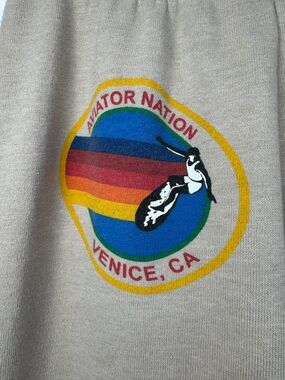 AVIATOR NATION
VENICE, CA